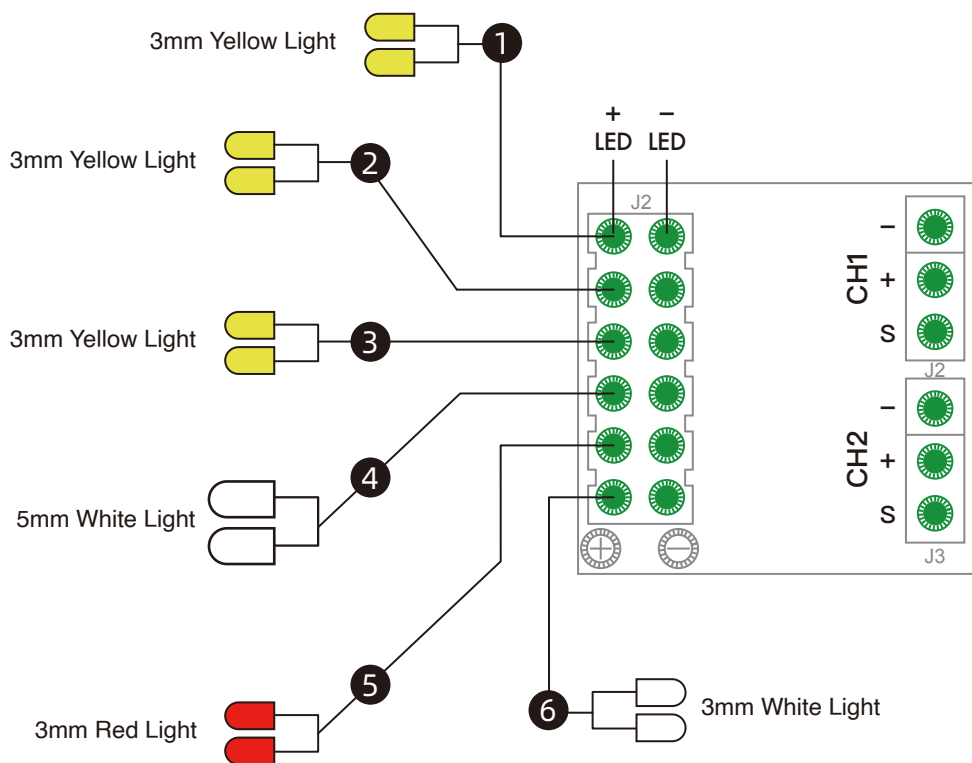 3mm Yellow Light
1
+ −
LED LED
3mm Yellow Light
2
J2
−
CH1
+
S
J2
3mm Yellow Light
3
−
CH2
+
S
J3
4
5mm White Light
+ −
5
3mm Red Light
6
3mm White Light